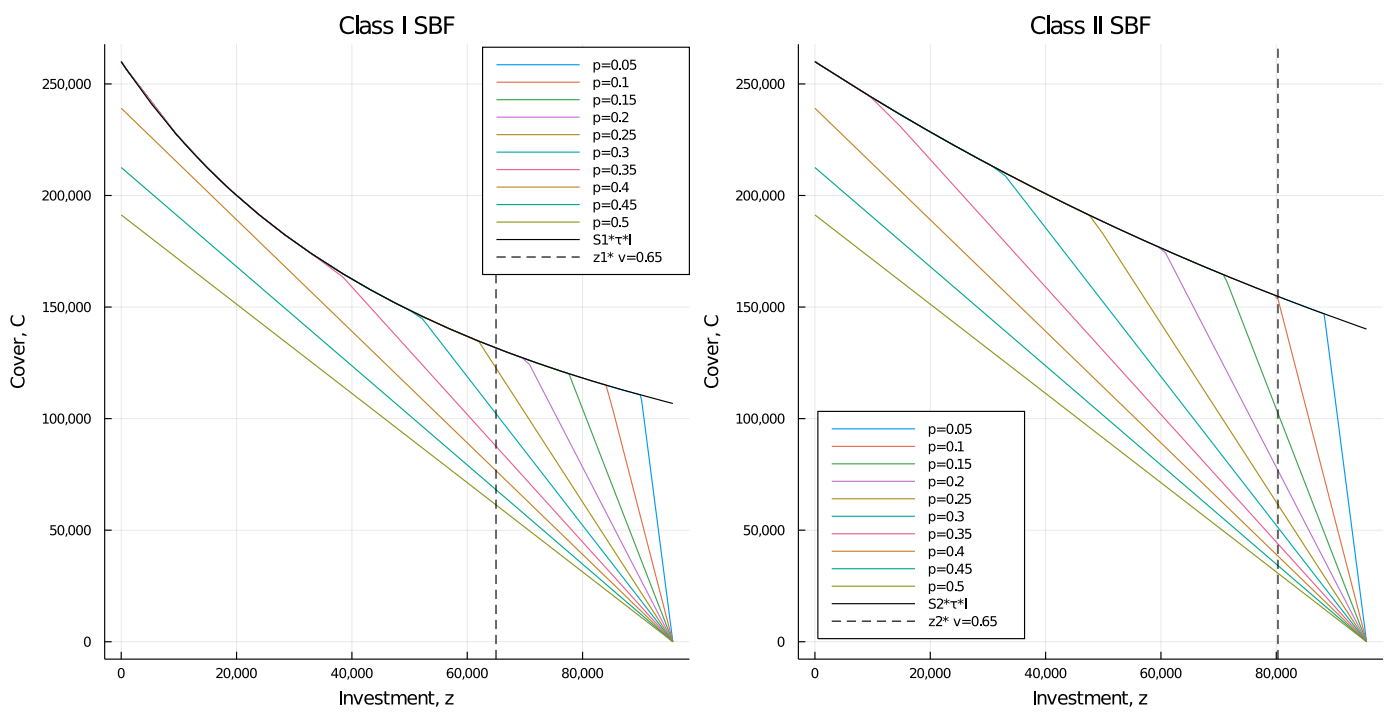 Class I SBF
250,000
200,000
150,000
100,000
50,000
0
Cover, C
0
20,000
40,000
60,000
80,000
Investment, z
p=0.05
p=0.1
p=0.15
p=0.2
p=0.25
p=0.3
p=0.35
p=0.4
p=0.45
p=0.5
S1*τ*l
z1* v=0.65
Class II SBF
250,000
200,000
150,000
100,000
50,000
0
Cover, C
0
20,000
40,000
60,000
80,000
Investment, z
p=0.05
p=0.1
p=0.15
p=0.2
p=0.25
p=0.3
p=0.35
p=0.4
p=0.45
p=0.5
S2*τ*l
z2* v=0.65